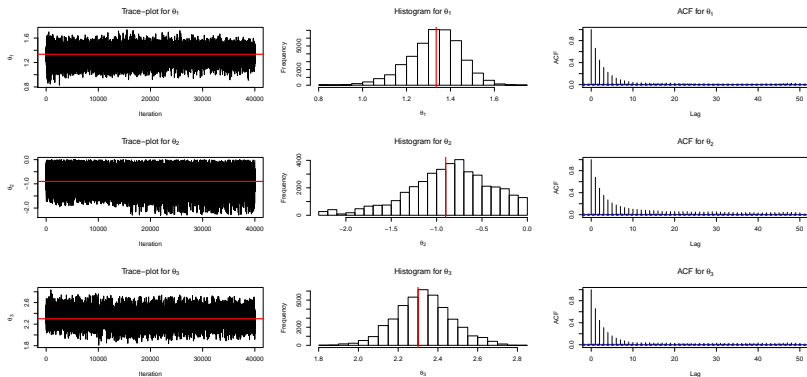 Trace-plot for θ1
θ1
0.8 1.2 1.6
0 10000 20000 30000 40000
Iteration
Histogram for θ1
Frequency
0 2000 6000
0.8 1.0 1.2 1.4 1.6
θ1
ACF for θ1
ACF
0.0 0.4 0.8
0 10 20 30 40 50
Lag
Trace-plot for θ2
θ2
−2.0 −1.0 0.0
0 10000 20000 30000 40000
Iteration
Histogram for θ2
Frequency
0 2000 4000
−2.0 −1.5 −1.0 −0.5 0.0
θ2
ACF for θ2
ACF
0.0 0.4 0.8
0 10 20 30 40 50
Lag
Trace-plot for θ3
θ3
1.8 2.2 2.6
0 10000 20000 30000 40000
Iteration
Histogram for θ3
Frequency
0 2000 6000
1.8 2.0 2.2 2.4 2.6 2.8
θ3
ACF for θ3
ACF
0.0 0.4 0.8
0 10 20 30 40 50
Lag